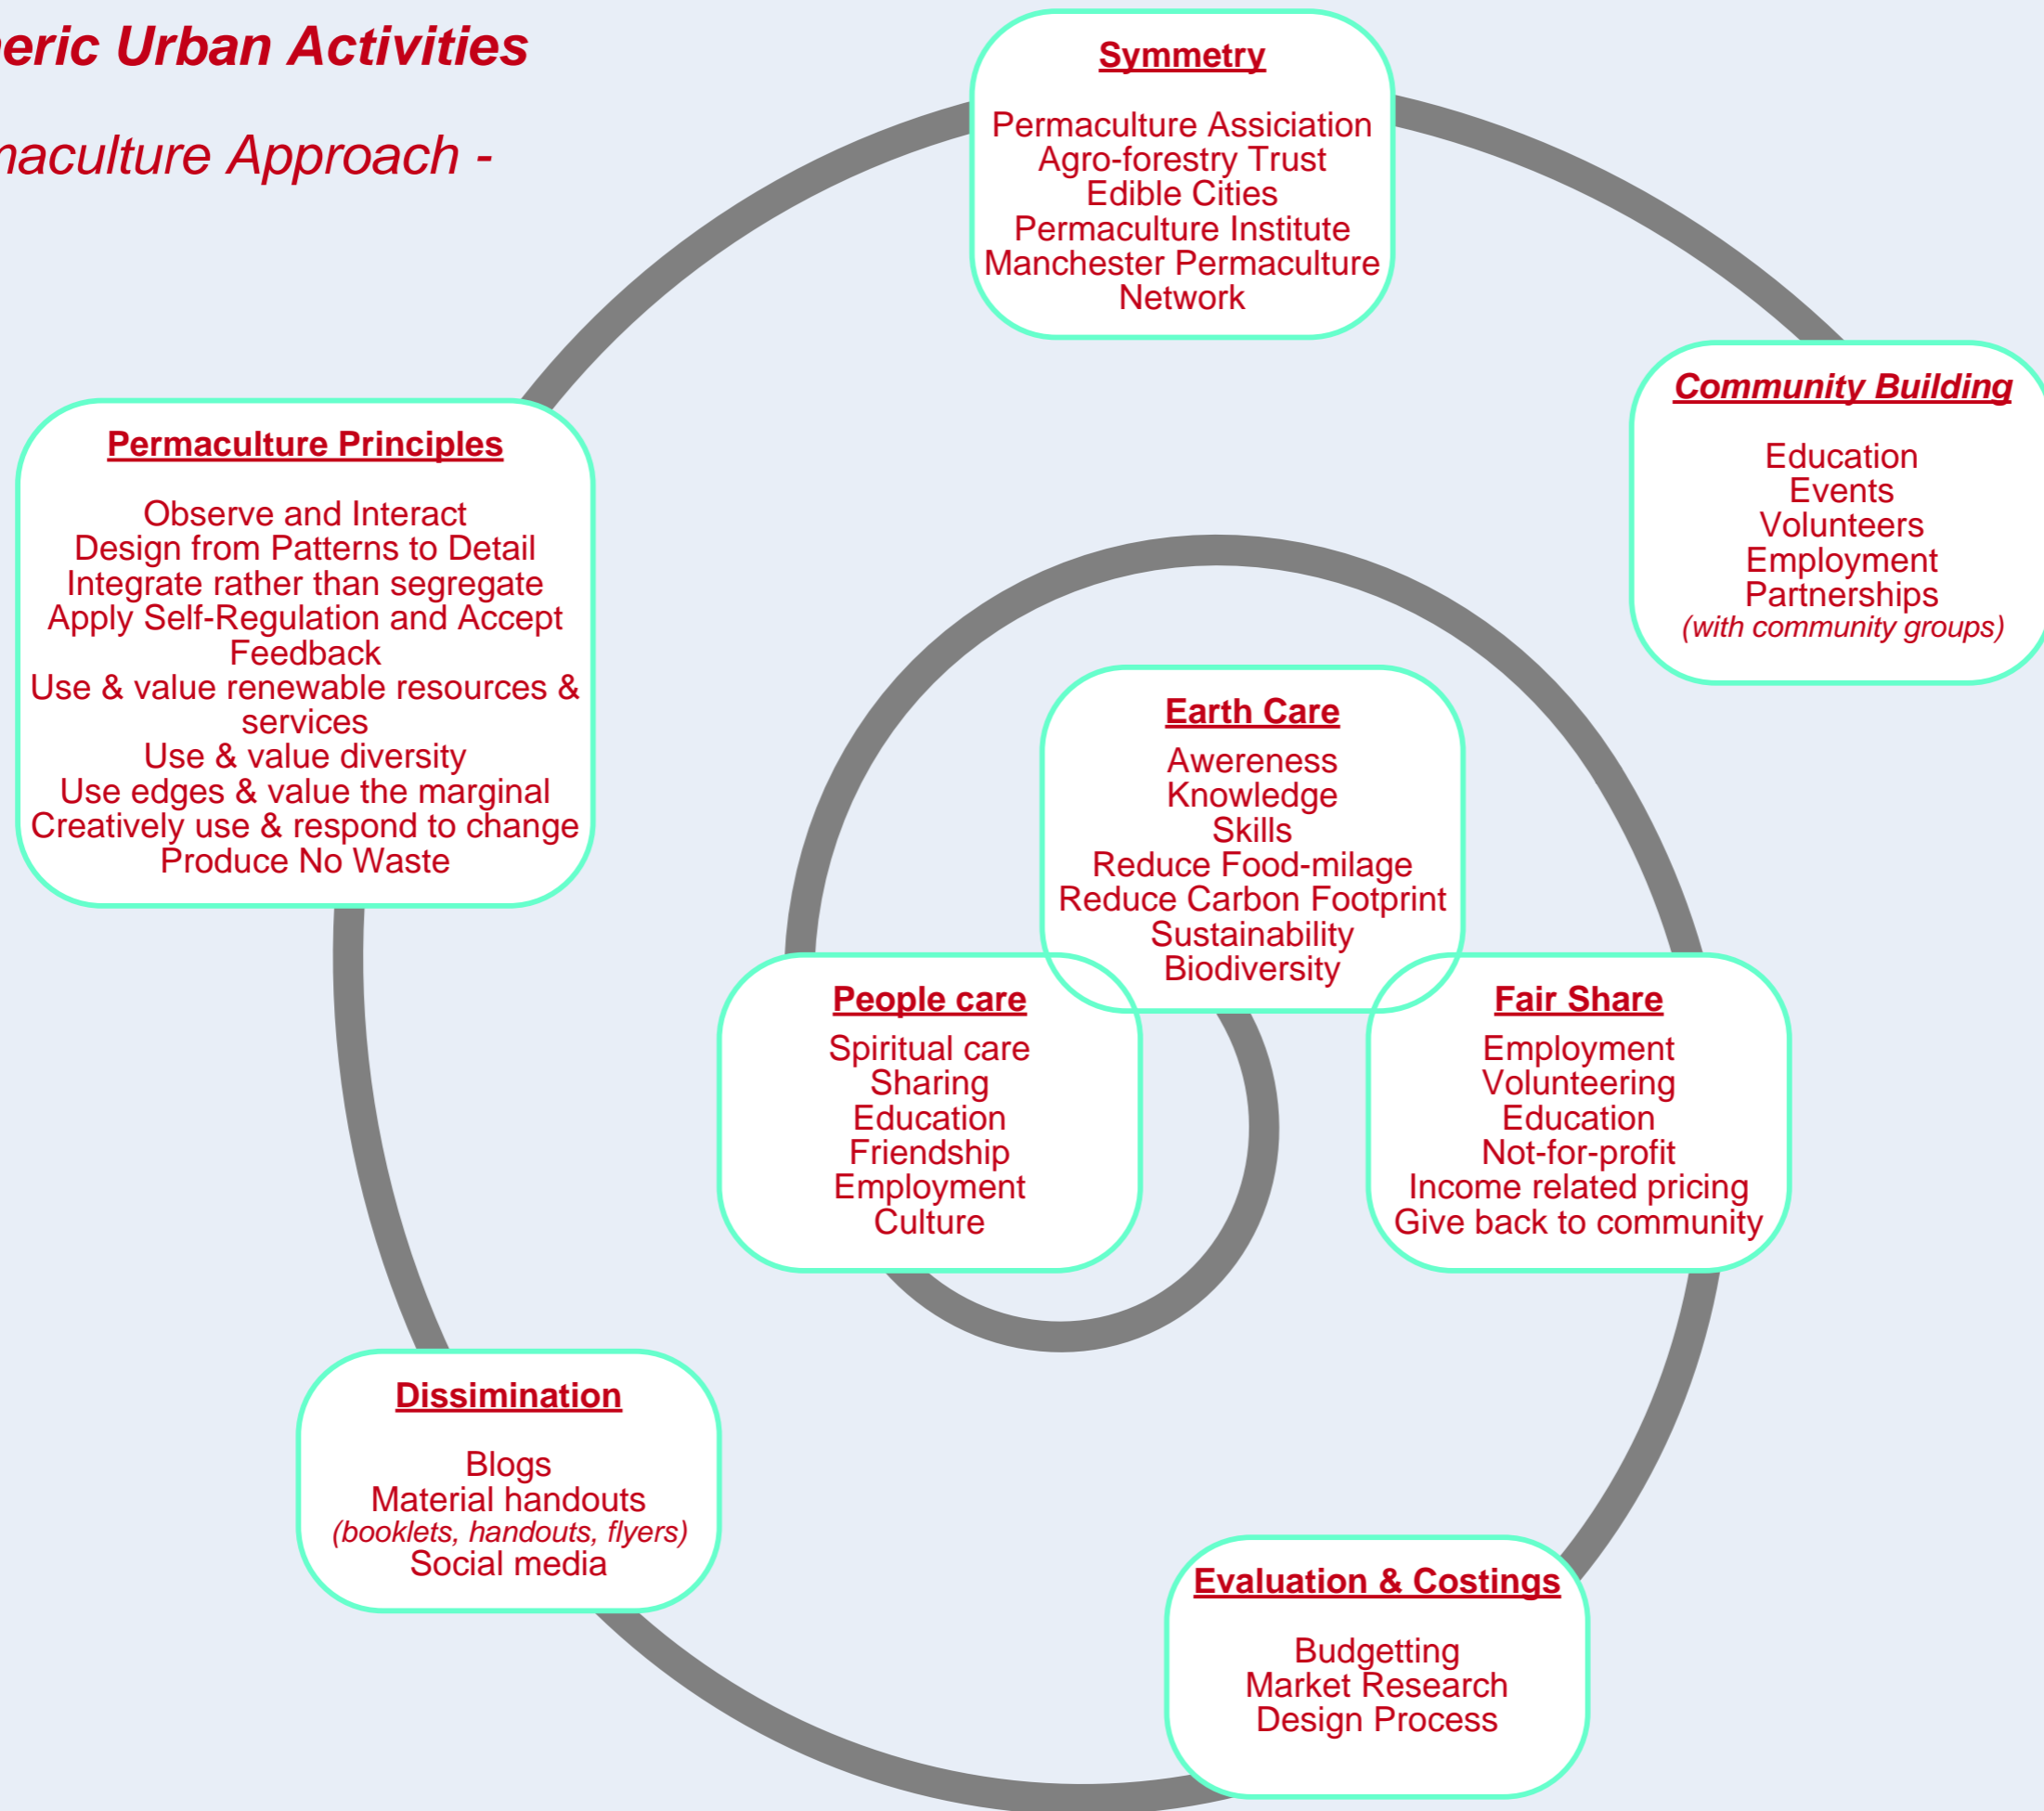 eric Urban Activities
naculture Approach -
Symmetry
Permaculture Assiciation
Agro-forestry Trust
Edible Cities
Permaculture Institute
Manchester Permaculture
Network
Community Building
Education
Events
Volunteers
Employment
Partnerships
(with community groups)
Permaculture Principles
Observe and Interact
Design from Patterns to Detail
Integrate rather than segregate
Apply Self-Regulation and Accept
Feedback
Use & value renewable resources &
services
Use & value diversity
Use edges & value the marginal
Creatively use & respond to change
Produce No Waste
Earth Care
Awereness
Knowledge
Skills
Reduce Food-milage
Reduce Carbon Footprint
Sustainability
Biodiversity
People care
Spiritual care
Sharing
Education
Friendship
Employment
Culture
Fair Share
Employment
Volunteering
Education
Not-for-profit
Income related pricing
Give back to community
Dissimination
Blogs
Material handouts
(booklets, handouts, flyers)
Social media
Evaluation & Costings
Budgetting
Market Research
Design Process